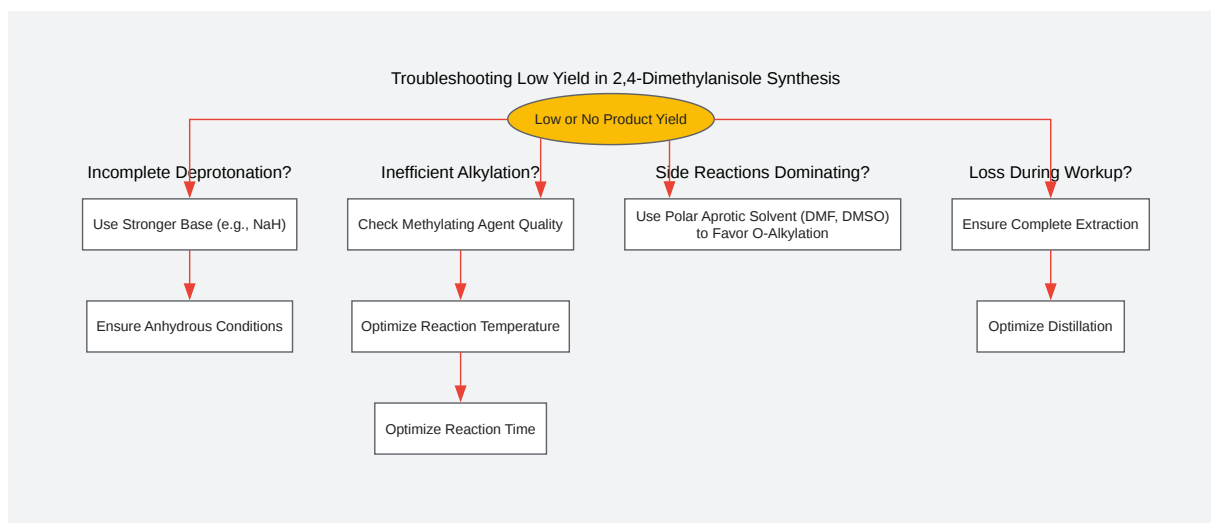 Troubleshooting Low Yield in 2,4-Dimethylanisole Synthesis
Low or No Product Yield
Incomplete Deprotonation?
Use Stronger Base (e.g., NaH)
Ensure Anhydrous Conditions
Inefficient Alkylation?
Check Methylating Agent Quality
Optimize Reaction Temperature
Optimize Reaction Time
Side Reactions Dominating?
Use Polar Aprotic Solvent (DMF, DMSO)
to Favor O-Alkylation
Loss During Workup?
Ensure Complete Extraction
Optimize Distillation